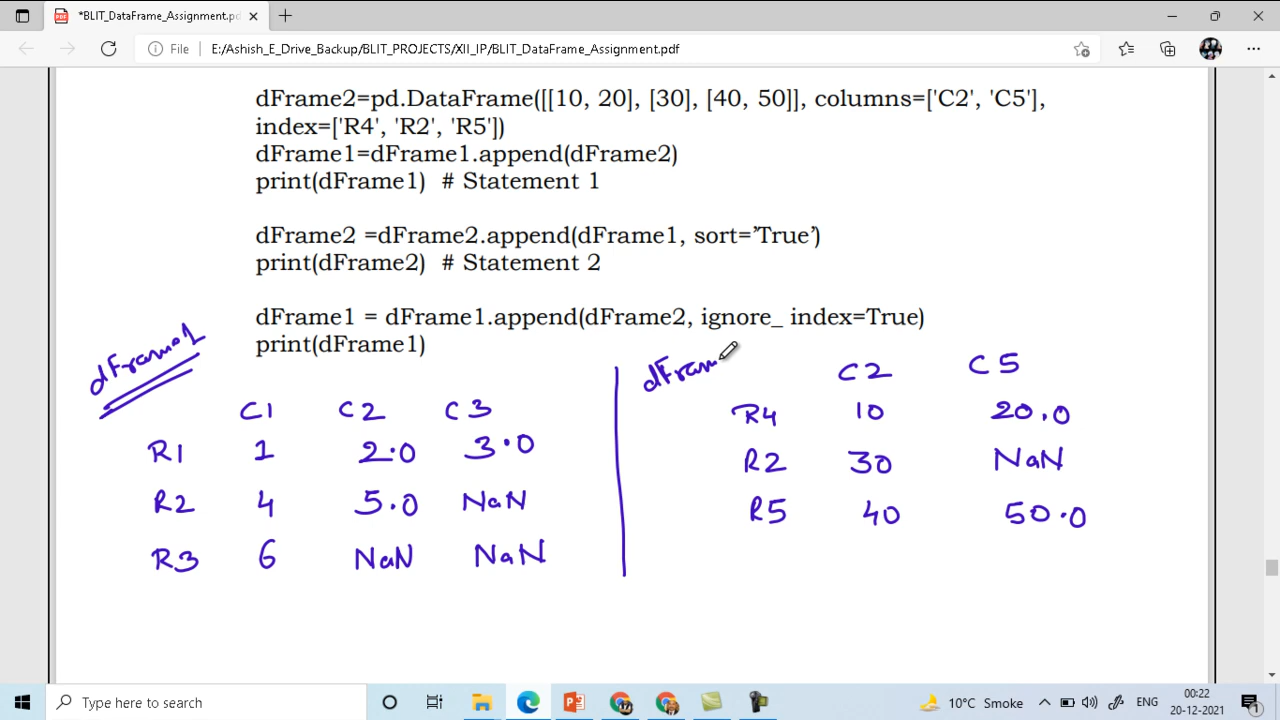 *BLIT_DataFrame_Assignment.pd
File E:/Ashish_E_Drive_Backup/BLIT_PROJECTS/XII_IP/BLIT_DataFrame_Assignment.pdf
dFrame2=pd.DataFrame([[10, 20], [30], [40, 50]], columns=['C2', 'C5'],
index=['R4', 'R2', 'R5'])
dFrame1=dFrame1.append(dFrame2)
print(dFrame1) # Statement 1
dFrame2 =dFrame2.append(dFrame1, sort='True')
print(dFrame2) # Statement 2
dFrame1 = dFrame1.append(dFrame2, ignore_ index=True)
print(dFrame1)
dFrame1
C1 C2 C3
R1 1 2.0 3.0
R2 4 5.0 NaN
R3 6 NaN NaN
dFram
C2 C5
R4 10 20.0
R2 30 NaN
R5 40 50.0
Type here to search
10°C Smoke
ENG
00:22
20-12-2021